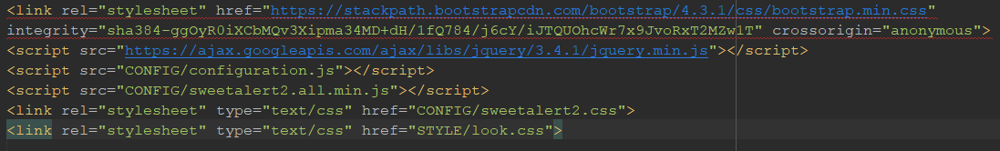 <link rel="stylesheet" href="https://stackpath.bootstrapcdn.com/bootstrap/4.3.1/css/bootstrap.min.css"
integrity="sha384-ggOyR0iXCbMQv3Xipma34MD+dH/1fQ784/j6cY/iJTQUOhcWr7x9JvoRxT2MZw1T" crossorigin="anonymous">
<script src="https://ajax.googleapis.com/ajax/libs/jquery/3.4.1/jquery.min.js"></script>
<script src="CONFIG/configuration.js"></script>
<script src="CONFIG/sweetalert2.all.min.js"></script>
<link rel="stylesheet" type="text/css" href="CONFIG/sweetalert2.css">
<link rel="stylesheet" type="text/css" href="STYLE/look.css">